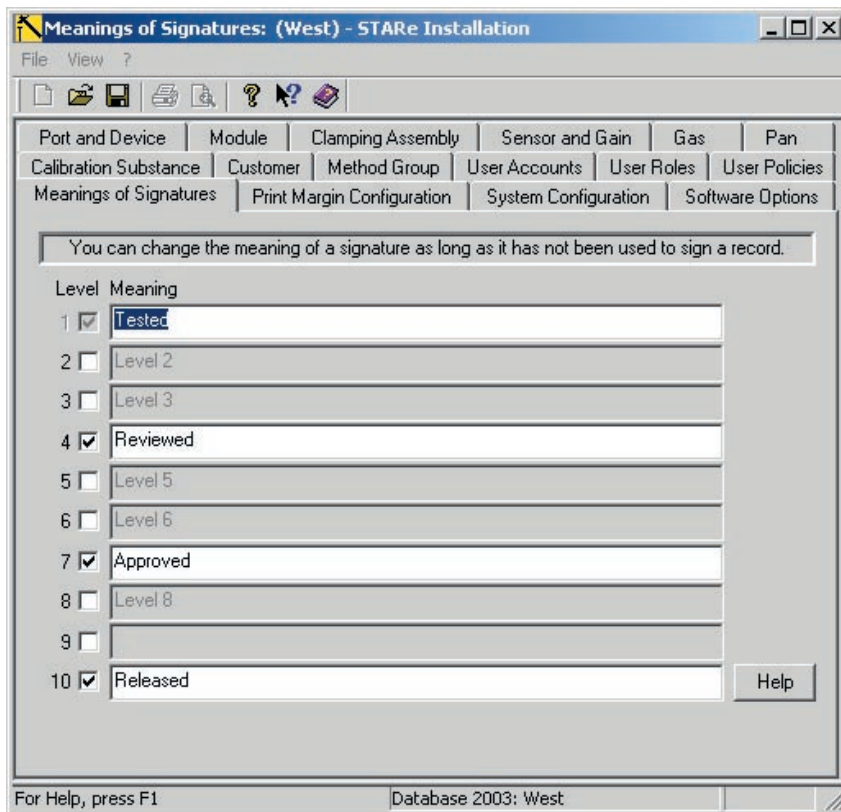 Meanings of Signatures: (West) - STARe Installation
File View ?
Port and Device Module Clamping Assembly Sensor and Gain Gas Pan
Calibration Substance Customer Method Group User Accounts User Roles User Policies
Meanings of Signatures Print Margin Configuration System Configuration Software Options
You can change the meaning of a signature as long as it has not been used to sign a record.
Level Meaning
1 Tested
2 Level 2
3 Level 3
4 Reviewed
5 Level 5
6 Level 6
7 Approved
8 Level 8
9
10 Released Help
For Help, press F1 Database 2003: West